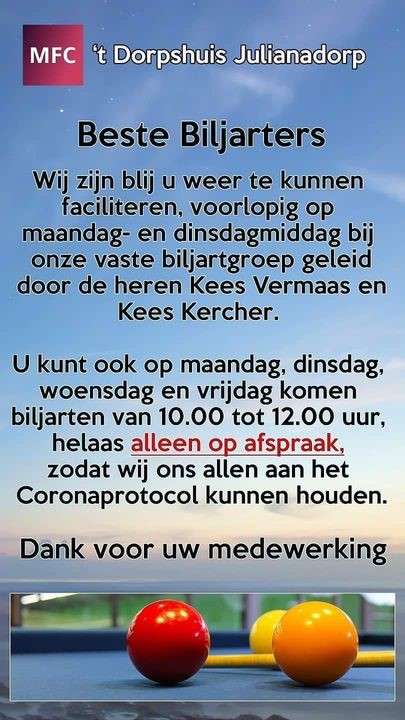 MFC 't Dorpshuis Julianadorp
Beste Biljarters
Wij zijn blij u weer te kunnen
faciliteren, voorlopig op
maandag- en dinsdagmiddag bij
onze vaste biljartgroep geleid
door de heren Kees Vermaas en
Kees Kercher.
U kunt ook op maandag, dinsdag,
woensdag en vrijdag komen
biljarten van 10.00 tot 12.00 uur,
helaas alleen op afspraak,
zodat wij ons allen aan het
Coronaprotocol kunnen houden.
Dank voor uw medewerking